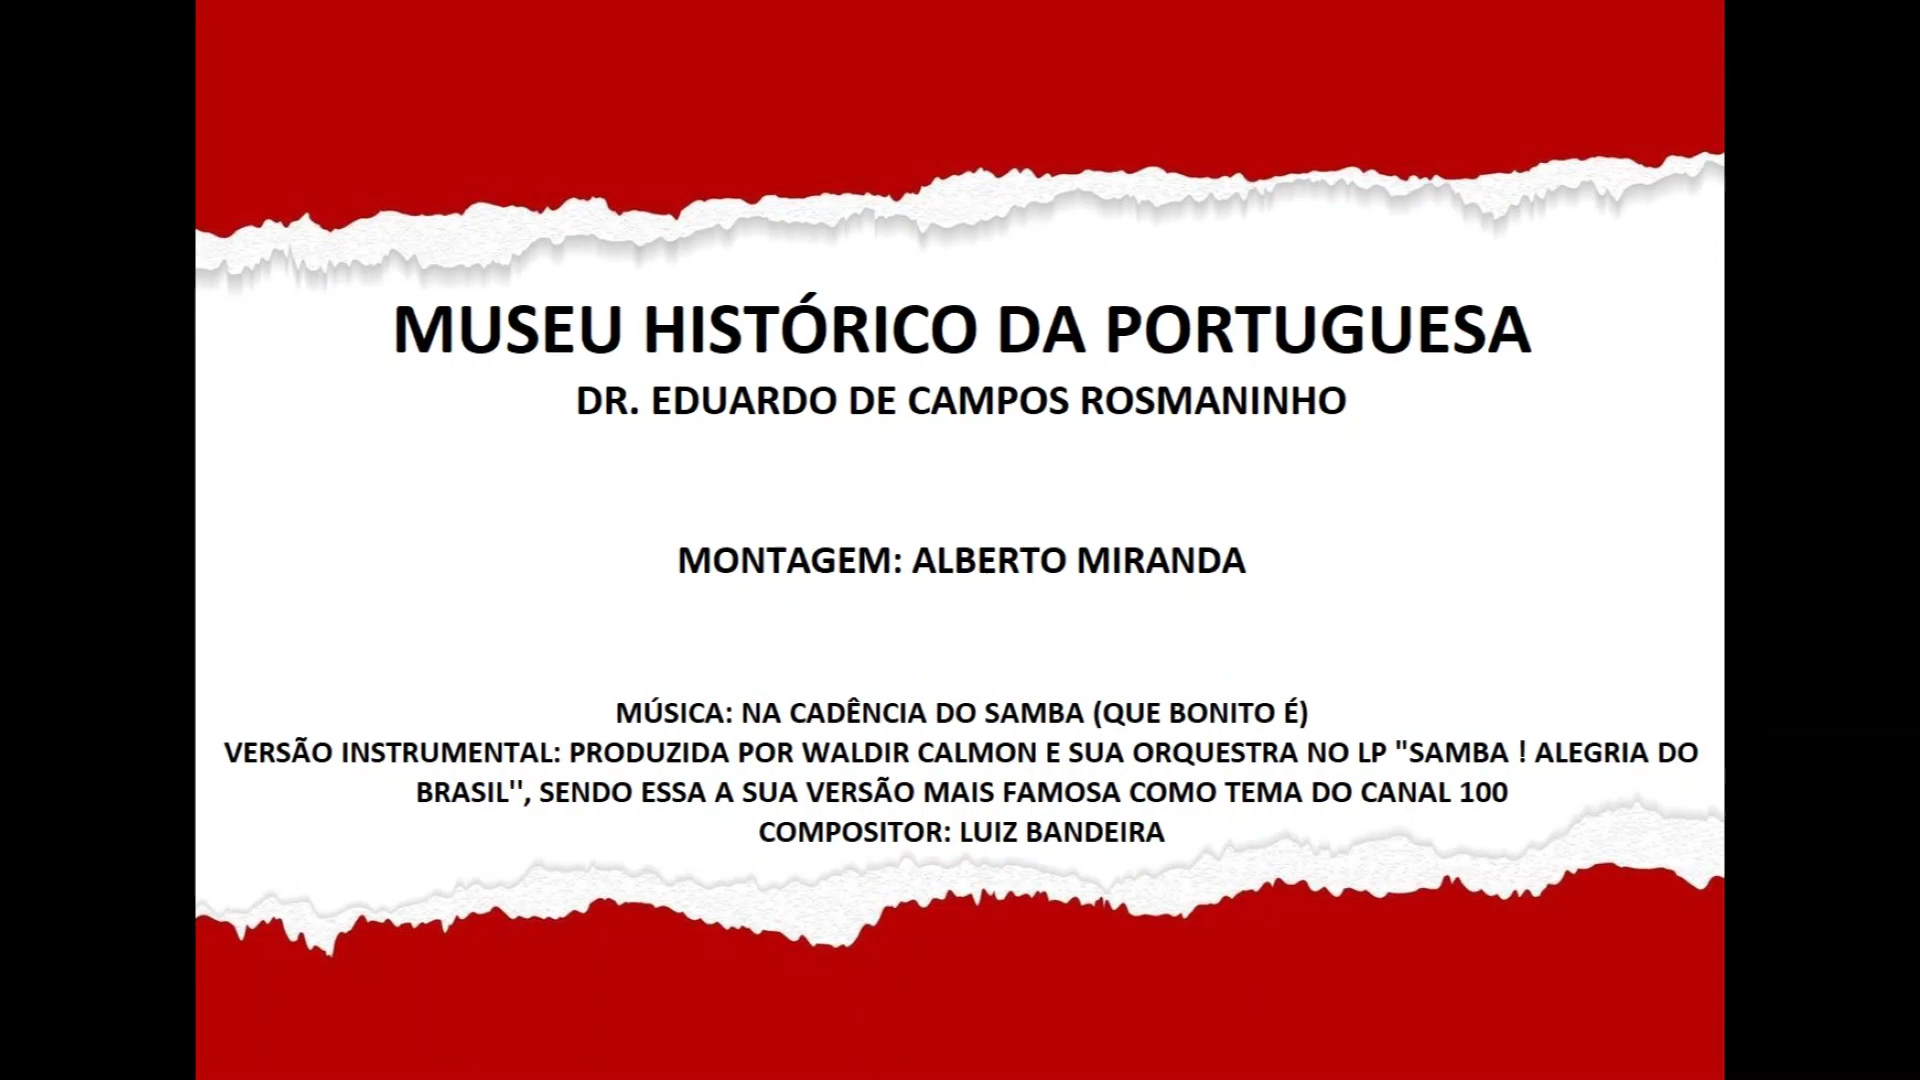 MUSEU HISTÓRICO DA PORTUGUESA
DR. EDUARDO DE CAMPOS ROSMANINHO
MONTAGEM: ALBERTO MIRANDA
MÚSICA: NA CADÊNCIA DO SAMBA (QUE BONITO É)
VERSÃO INSTRUMENTAL: PRODUZIDA POR WALDIR CALMON E SUA ORQUESTRA NO LP "SAMBA ! ALEGRIA DO
BRASIL'', SENDO ESSA A SUA VERSÃO MAIS FAMOSA COMO TEMA DO CANAL 100
COMPOSITOR: LUIZ BANDEIRA